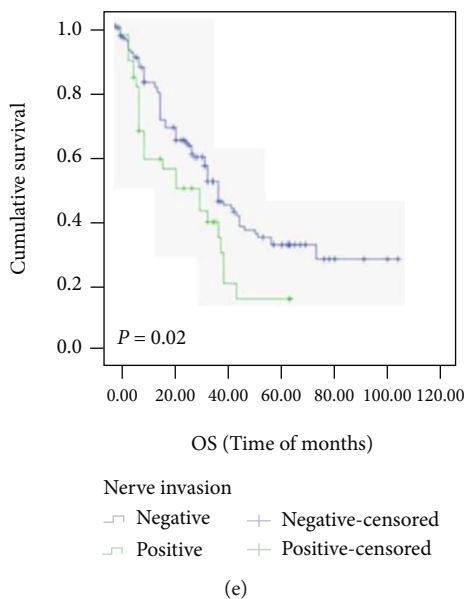 Cumulative survival
1.0
0.8
0.6
0.4
0.2
0.0
P = 0.02
0.00 20.00 40.00 60.00 80.00 100.00 120.00
OS (Time of months)
Nerve invasion
Negative Negative-censored
Positive Positive-censored
(e)